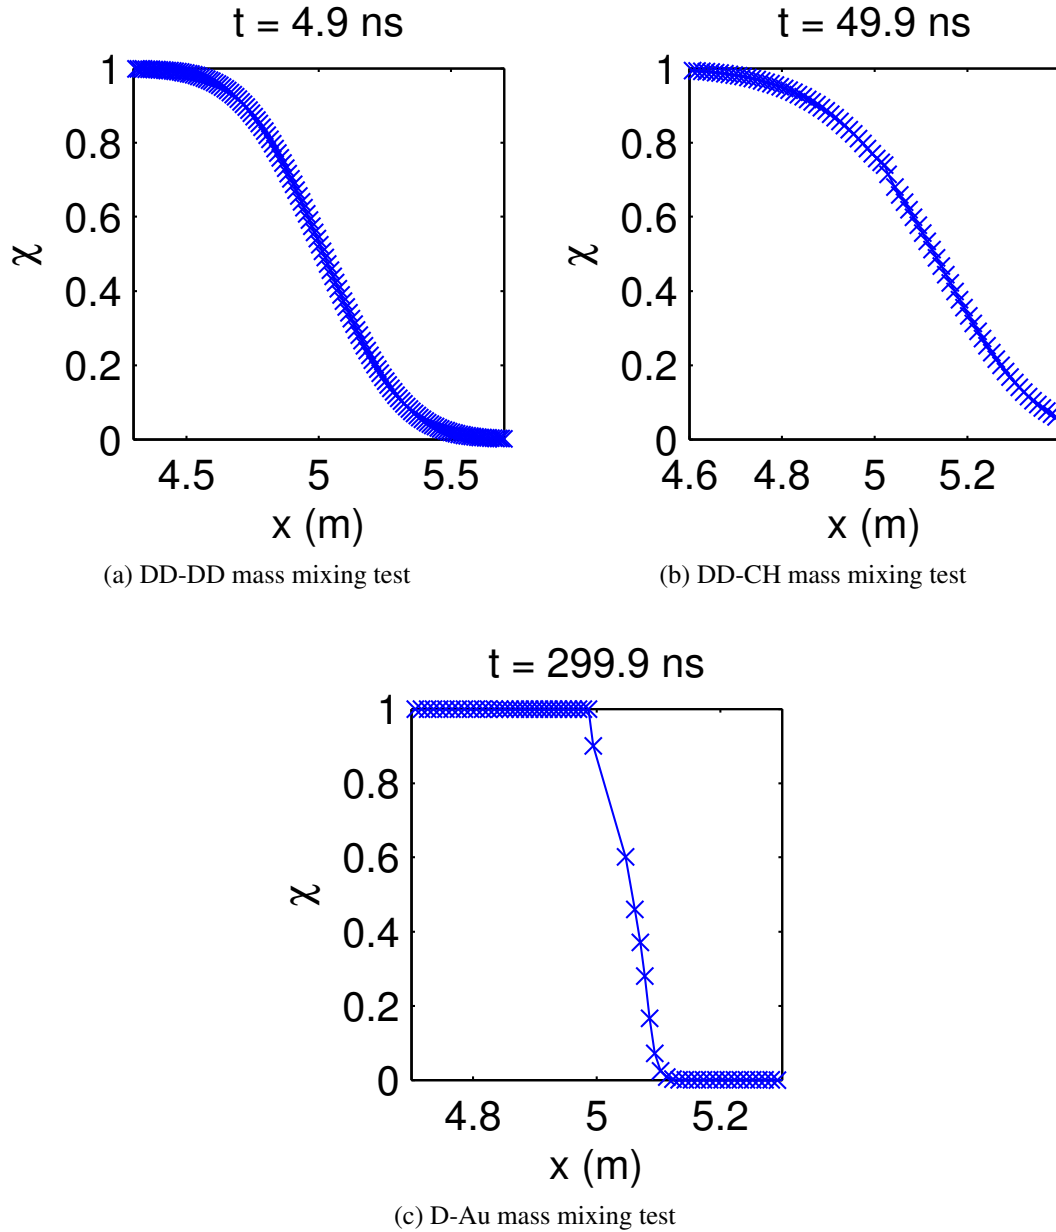 t = 4.9 ns
1
0.8
0.6
0.4
0.2
0
χ
4.5 5 5.5
x (m)
(a) DD-DD mass mixing test
t = 49.9 ns
1
0.8
0.6
0.4
0.2
0
χ
4.6 4.8 5 5.2
x (m)
(b) DD-CH mass mixing test
t = 299.9 ns
1
0.8
0.6
0.4
0.2
0
χ
4.8 5 5.2
x (m)
(c) D-Au mass mixing test